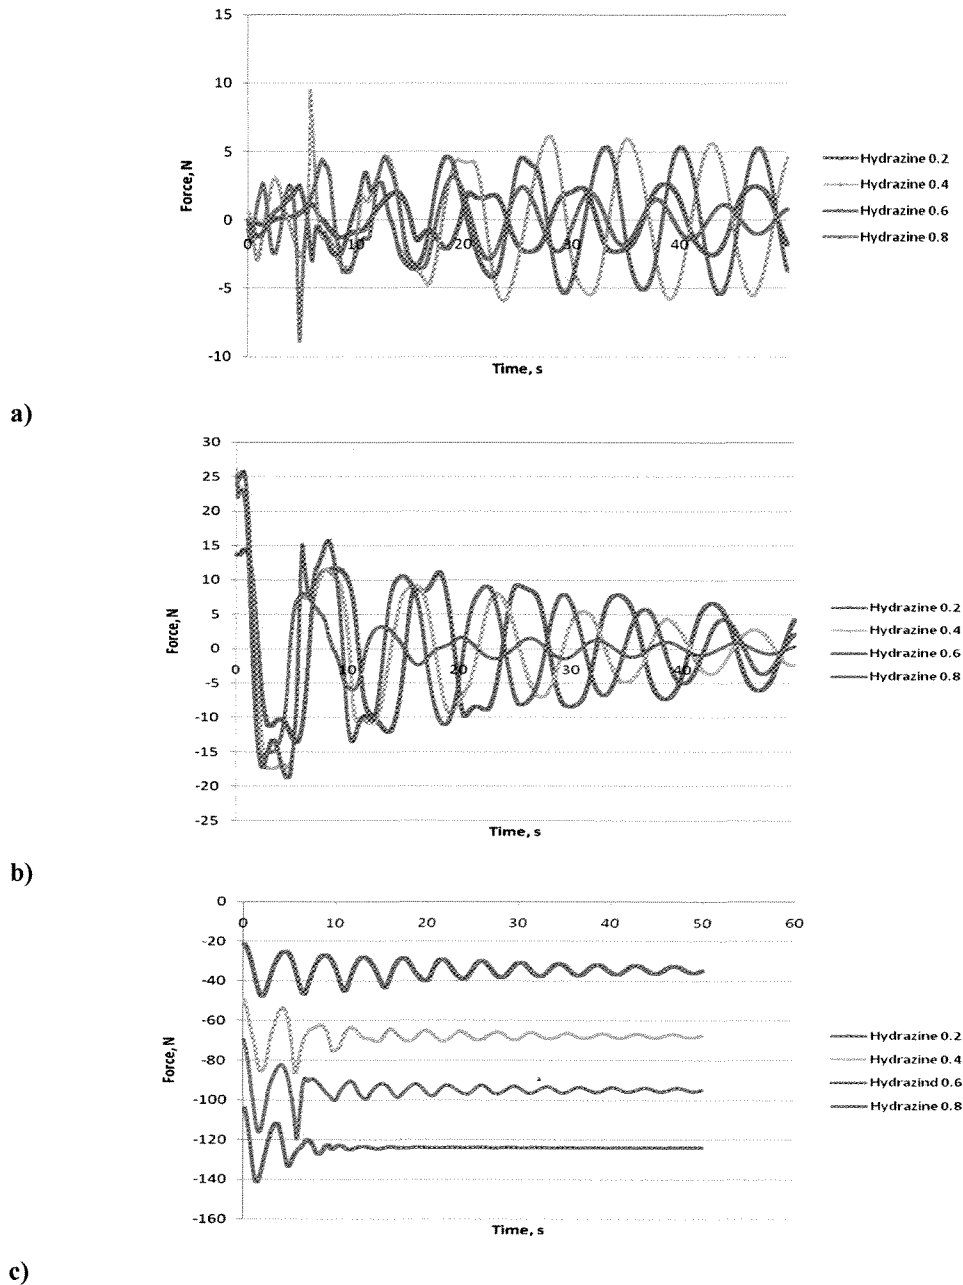 15
10
5
0
-5
-10
10
20
30
40
Force, N
Time, s
Hydrazine 0.2
Hydrazine 0.4
Hydrazine 0.6
Hydrazine 0.8
a)
30
25
20
15
10
5
0
-5
-10
-15
-20
-25
0
10
20
30
40
50
60
Force, N
Time, s
Hydrazine 0.2
Hydrazine 0.4
Hydrazine 0.6
Hydrazine 0.8
b)
0
-20
-40
-60
-80
-100
-120
-140
-160
0
10
20
30
40
50
60
Force, N
Time, s
Hydrazine 0.2
Hydrazine 0.4
Hydrazind 0.6
Hydrazine 0.8
c)